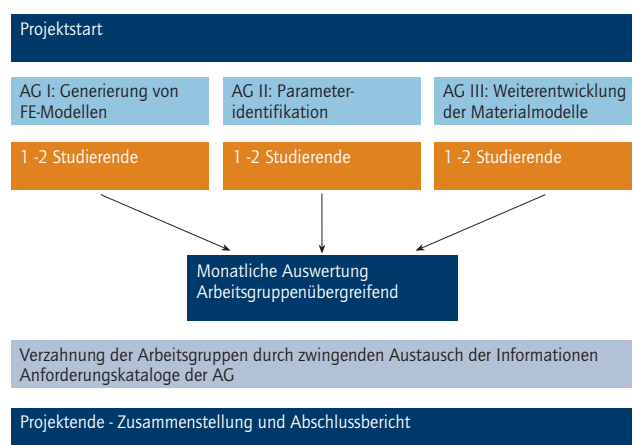 Projektstart
AG I: Generierung von
FE-Modellen
AG II: Parameter-
identifikation
AG III: Weiterentwicklung
der Materialmodelle
1 -2 Studierende
1 -2 Studierende
1 -2 Studierende
Monatliche Auswertung
Arbeitsgruppenübergreifend
Verzahnung der Arbeitsgruppen durch zwingenden Austausch der Informationen
Anforderungskataloge der AG
Projektende - Zusammenstellung und Abschlussbericht